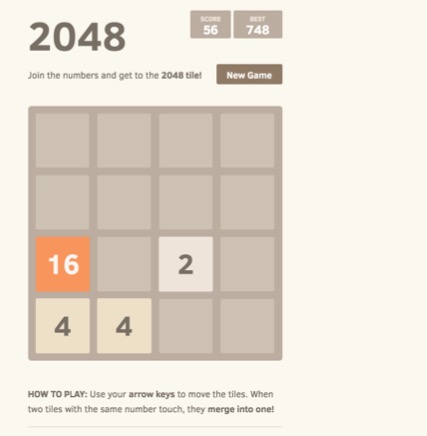 2048
SCORE
56
BEST
748
Join the numbers and get to the 2048 tile!
New Game
16
2
4
4
HOW TO PLAY: Use your arrow keys to move the tiles. When
two tiles with the same number touch, they merge into one!